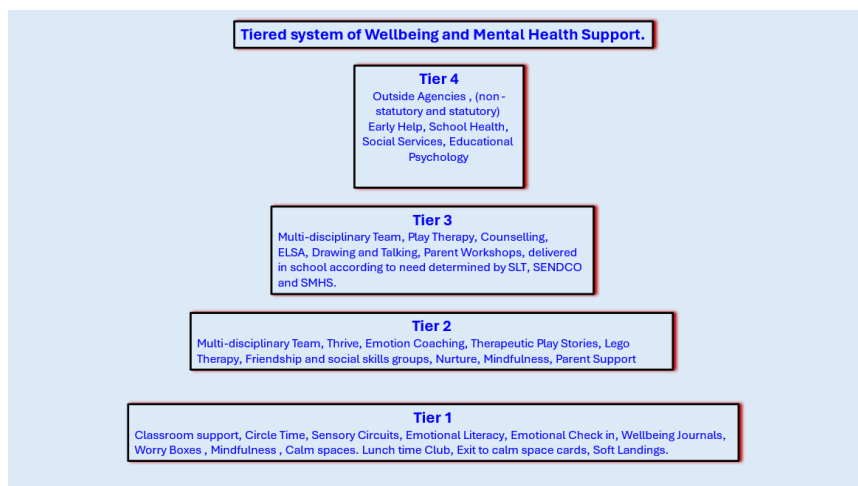 Tiered system of Wellbeing and Mental Health Support.
Tier 4
Outside Agencies , (non-
statutory and statutory)
Early Help, School Health,
Social Services, Educational
Psychology
Tier 3
Multi-disciplinary Team, Play Therapy, Counselling,
ELSA, Drawing and Talking, Parent Workshops, delivered
in school according to need determined by SLT, SENDCO
and SMHS.
Tier 2
Multi-disciplinary Team, Thrive, Emotion Coaching, Therapeutic Play Stories, Lego
Therapy, Friendship and social skills groups, Nurture, Mindfulness, Parent Support
Tier 1
Classroom support, Circle Time, Sensory Circuits, Emotional Literacy, Emotional Check in, Wellbeing Journals,
Worry Boxes , Mindfulness , Calm spaces. Lunch time Club, Exit to calm space cards, Soft Landings.